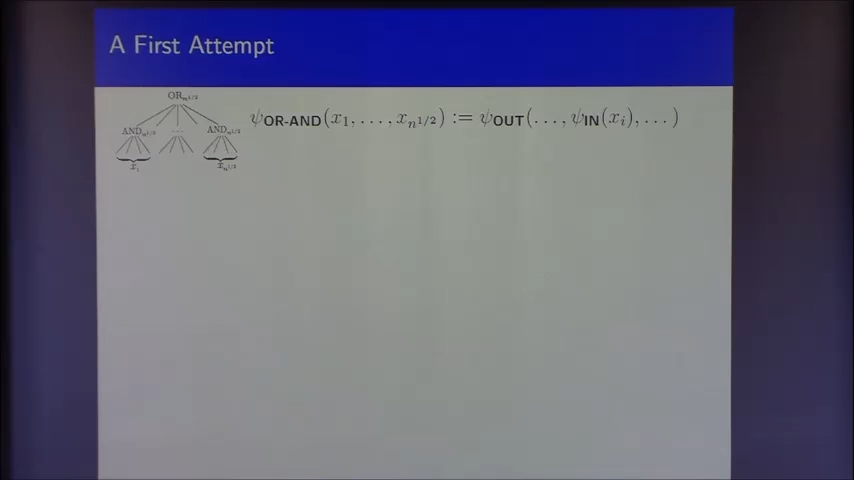 A First Attempt
OR_{n^{1/2}}
ψ_{OR-AND}(x_1, . . . , x_{n^{1/2}}) := ψ_{OUT}(. . . , ψ_{IN}(x_i), . . . )
AND_{n^{1/2}} . . . AND_{n^{1/2}}
x_1 x_{n^{1/2}}